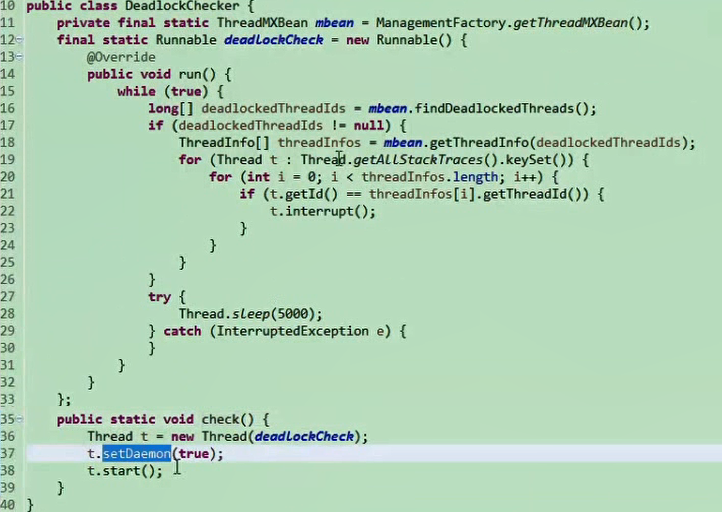 10 public class DeadlockChecker {
11     private final static ThreadMXBean mbean = ManagementFactory.getThreadMXBean();
12     final static Runnable deadLockCheck = new Runnable() {
13         @Override
14         public void run() {
15             while (true) {
16                 long[] deadlockedThreadIds = mbean.findDeadlockedThreads();
17                 if (deadlockedThreadIds != null) {
18                     ThreadInfo[] threadInfos = mbean.getThreadInfo(deadlockedThreadIds);
19                     for (Thread t : Thread.getAllStackTraces().keySet()) {
20                         for (int i = 0; i < threadInfos.length; i++) {
21                             if (t.getId() == threadInfos[i].getThreadId()) {
22                                 t.interrupt();
23                             }
24                         }
25                     }
26                 }
27                 try {
28                     Thread.sleep(5000);
29                 } catch (InterruptedException e) {
30                 }
31             }
32         }
33     };
35     public static void check() {
36         Thread t = new Thread(deadLockCheck);
37         t.setDaemon(true);
38         t.start();
39     }
40 }